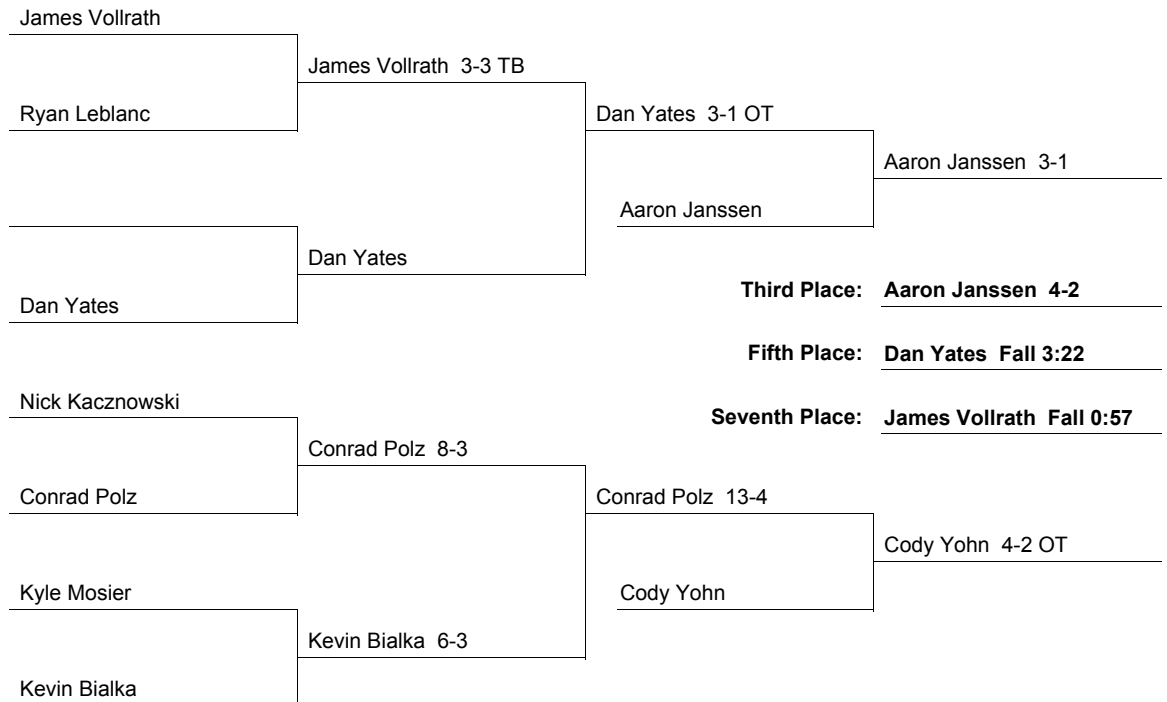 James Vollrath
James Vollrath 3-3 TB
Ryan Leblanc
Dan Yates 3-1 OT
Aaron Janssen 3-1
Aaron Janssen
Dan Yates
Dan Yates
Third Place: Aaron Janssen 4-2
Fifth Place: Dan Yates Fall 3:22
Nick Kacznowski
Seventh Place: James Vollrath Fall 0:57
Conrad Polz 8-3
Conrad Polz
Conrad Polz 13-4
Cody Yohn 4-2 OT
Kyle Mosier
Cody Yohn
Kevin Bialka 6-3
Kevin Bialka